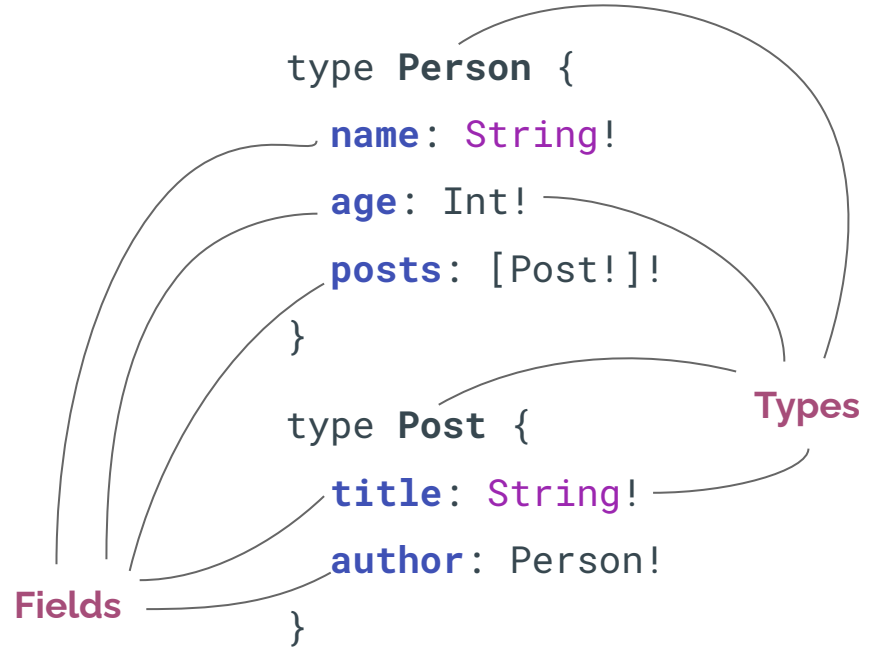 type Person {
name: String!
age: Int!
posts: [Post!]!
}
Types
type Post {
title: String!
author: Person!
Fields
}